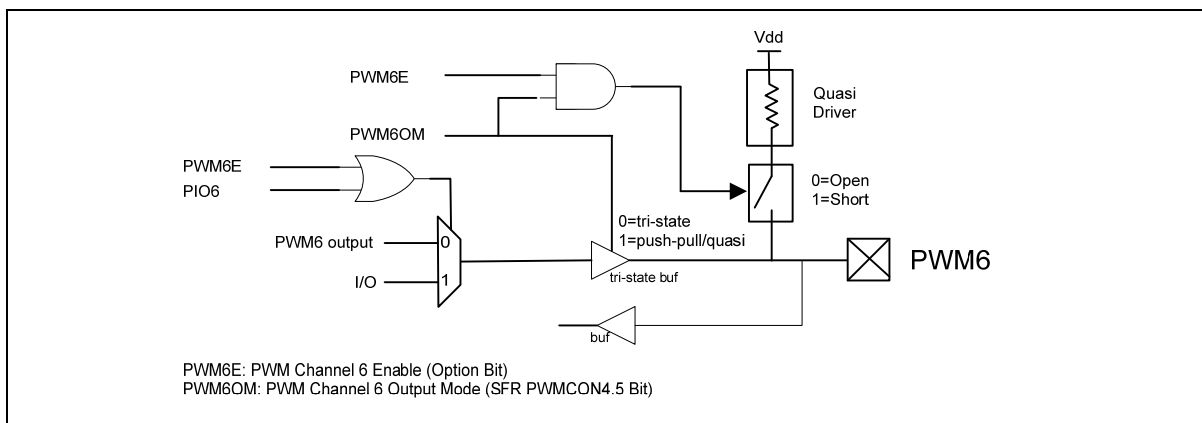 Vdd
PWM6E
Quasi
Driver
PWM6OM
PWM6E
PIO6
0=Open
1=Short
0=tri-state
1=push-pull/quasi
PWM6 output
0
I/O
1
tri-state buf
PWM6
buf
PWM6E: PWM Channel 6 Enable (Option Bit)
PWM6OM: PWM Channel 6 Output Mode (SFR PWMCON4.5 Bit)